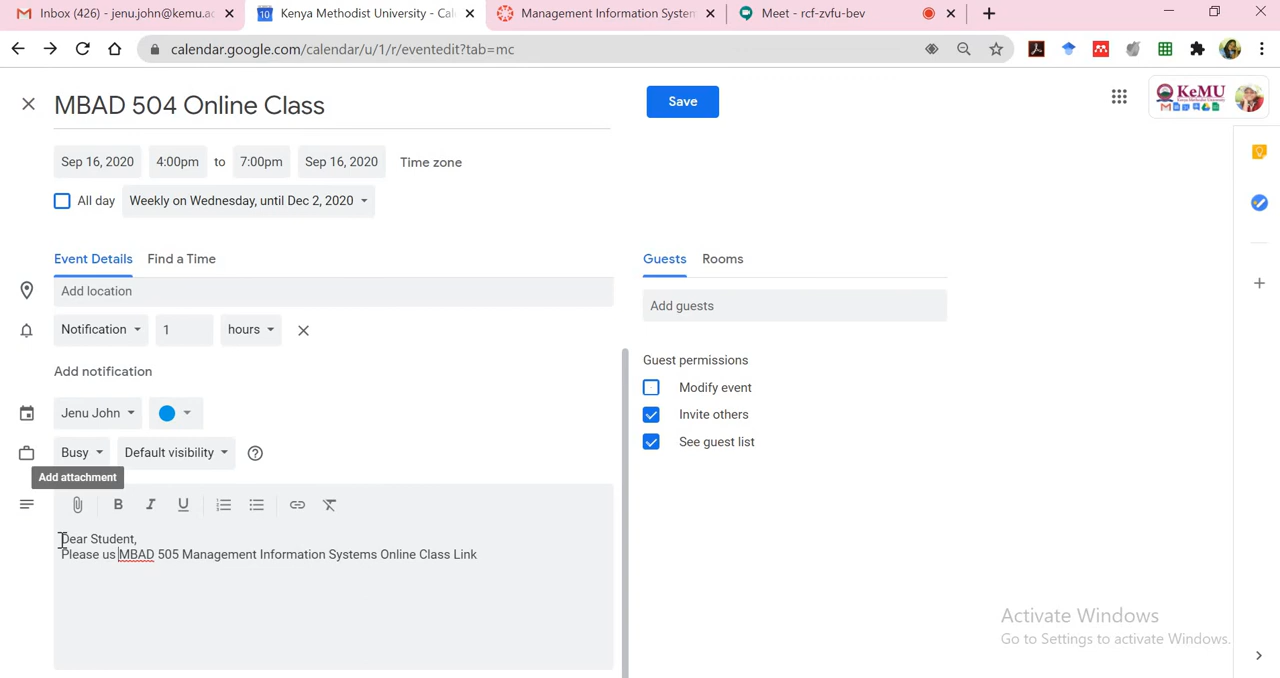 Inbox (426) - jenu.john@kemu.ac
Kenya Methodist University - Cal
Management Information System
Meet - rcf-zvfu-bev
calendar.google.com/calendar/u/1/r/eventedit?tab=mc
MBAD 504 Online Class
Save
KeMU
Sep 16, 2020 4:00pm to 7:00pm Sep 16, 2020 Time zone
All day Weekly on Wednesday, until Dec 2, 2020
Event Details Find a Time
Guests Rooms
Add location
Add guests
Notification 1 hours
Add notification
Guest permissions
Modify event
Invite others
See guest list
Jenu John
Busy Default visibility
Add attachment
B I U
Dear Student,
Please us MBAD 505 Management Information Systems Online Class Link
Activate Windows
Go to Settings to activate Windows.